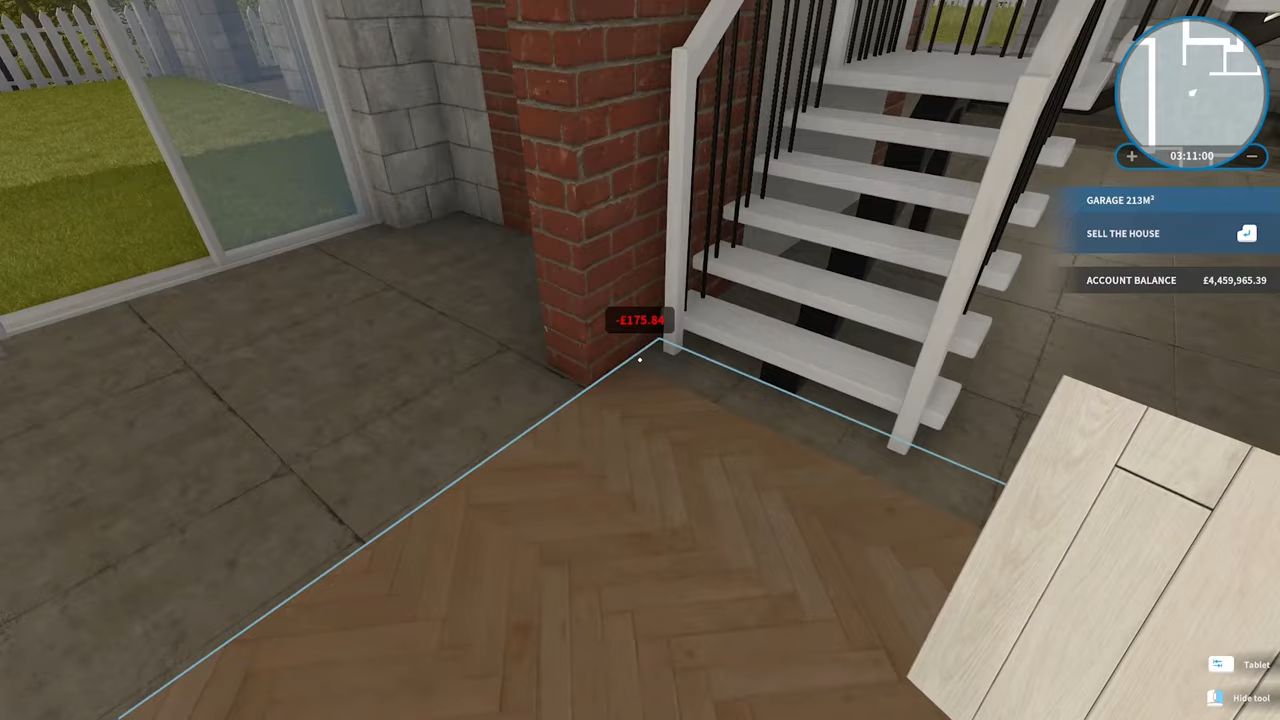 03:11:00
GARAGE 213M²
SELL THE HOUSE
ACCOUNT BALANCE £4,459,965.39
-£175.84
Tablet
Hide tool